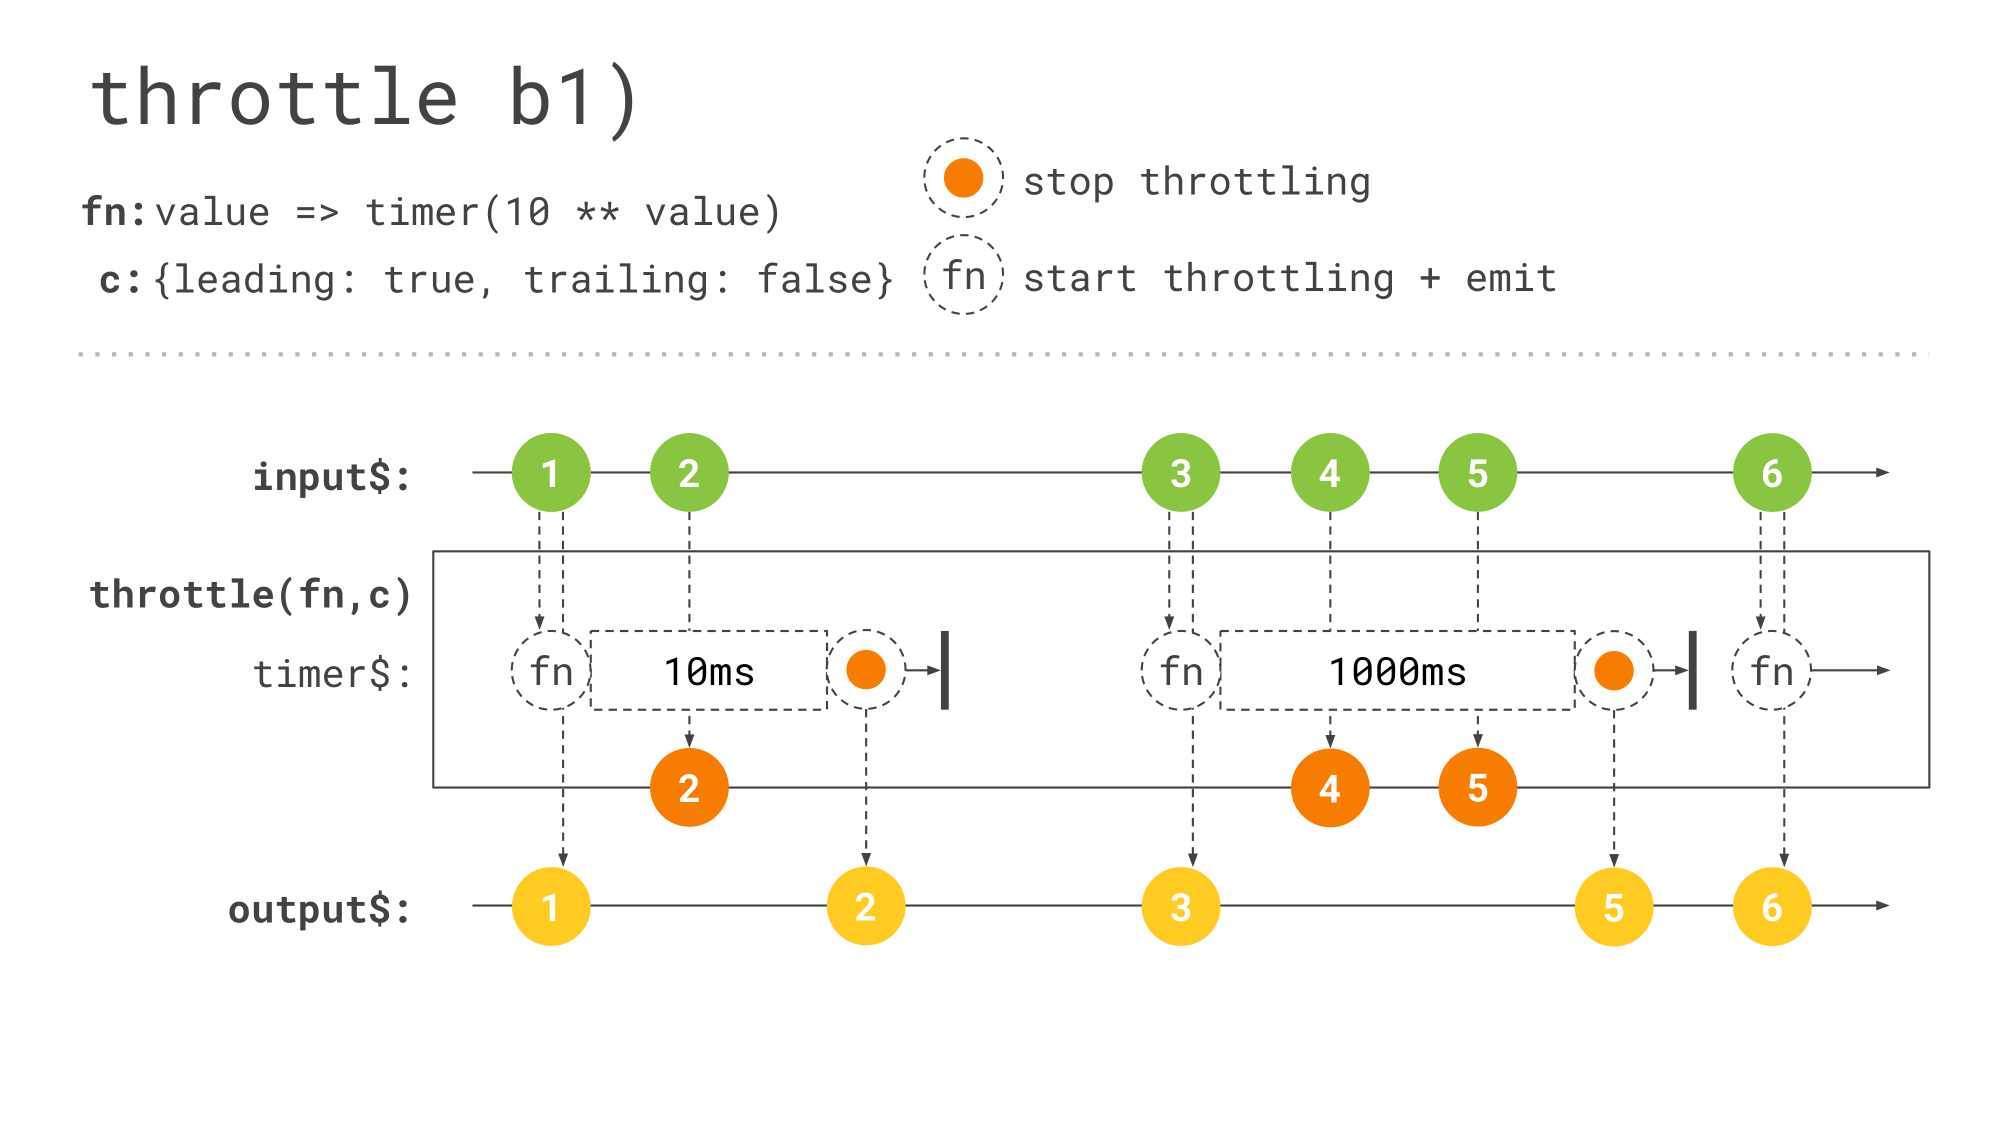 throttle b1)
fn: value => timer(10 ** value)
c: {leading: true, trailing: false}
stop throttling
fn start throttling + emit
input$: 1 2 3 4 5 6
throttle(fn,c)
timer$: fn 10ms fn 1000ms fn
2 4 5
output$: 1 2 3 5 6